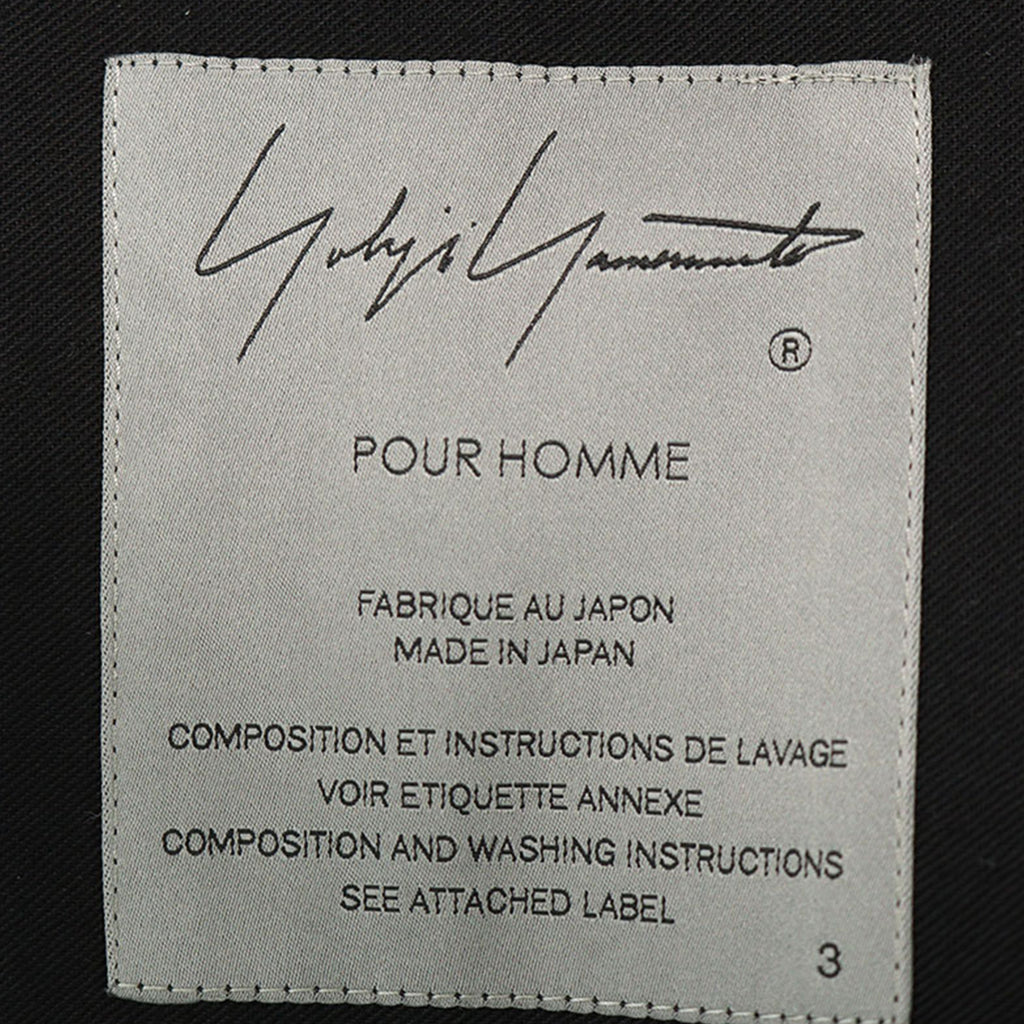 Yohji Yamamoto
®
POUR HOMME
FABRIQUE AU JAPON
MADE IN JAPAN
COMPOSITION ET INSTRUCTIONS DE LAVAGE
VOIR ETIQUETTE ANNEXE
COMPOSITION AND WASHING INSTRUCTIONS
SEE ATTACHED LABEL
3